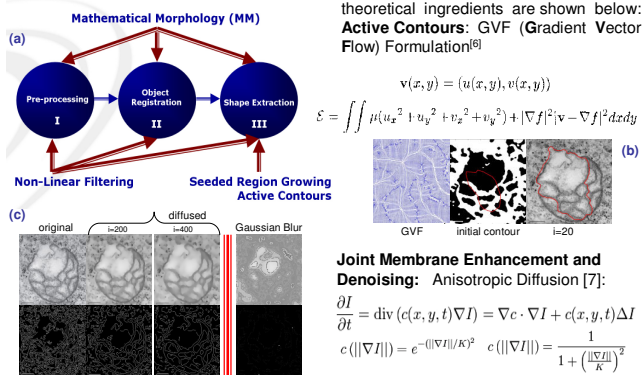 Mathematical Morphology (MM)
(a)
Pre-processing
I
Object
Registration
II
Shape Extraction
III
Non-Linear Filtering
Seeded Region Growing
Active Contours
(c)
diffused
original
i=200
i=400
Gaussian Blur
theoretical ingredients are shown below:
Active Contours: GVF (Gradient Vector
Flow) Formulation[6]
v(x, y) = (u(x, y), v(x, y))
ℰ = ∫∫ μ(uₓ² + u_y² + vₓ² + v_y²) + |∇f|²|v − ∇f|² dxdy
(b)
GVF
initial contour
i=20
Joint Membrane Enhancement and
Denoising: Anisotropic Diffusion [7]:
∂I/∂t = div (c(x, y, t)∇I) = ∇c · ∇I + c(x, y, t)ΔI
c (||∇I||) = e^−(||∇I||/K)² c (||∇I||) = 1 / (1 + (||∇I||/K)²)